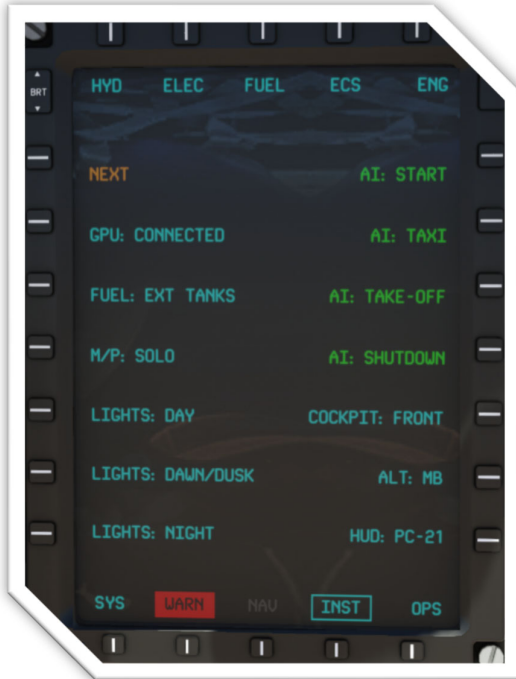 BRT
HYD ELEC FUEL ECS ENG
NEXT AI: START
GPU: CONNECTED AI: TAXI
FUEL: EXT TANKS AI: TAKE-OFF
M/P: SOLO AI: SHUTDOWN
LIGHTS: DAY COCKPIT: FRONT
LIGHTS: DAWN/DUSK ALT: MB
LIGHTS: NIGHT HUD: PC-21
SYS WARN NAV INST OPS